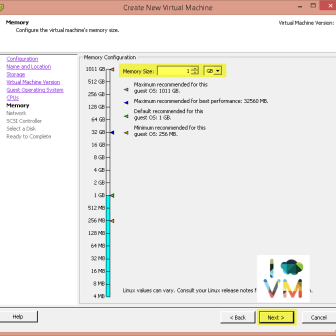 Create New Virtual Machine
Memory
Configure the virtual machine's memory size.
Virtual Machine Version:
Configuration
Name and Location
Storage
Virtual Machine Version
Guest Operating System
CPUs
Memory
Network
SCSI Controller
Select a Disk
Ready to Complete
Memory Configuration
1011 GB
512 GB
256 GB
128 GB
64 GB
32 GB
16 GB
8 GB
4 GB
2 GB
1 GB
512 MB
256 MB
128 MB
64 MB
32 MB
16 MB
8 MB
4 MB
Memory Size:
1
GB
Maximum recommended for this
guest OS: 1011 GB.
Maximum recommended for best performance: 32560 MB.
Default recommended for this
guest OS: 1 GB.
Minimum recommended for this
guest OS: 256 MB.
Linux values can vary. Consult your Linux release notes
I
VM
Help
< Back
Next >
Cancel